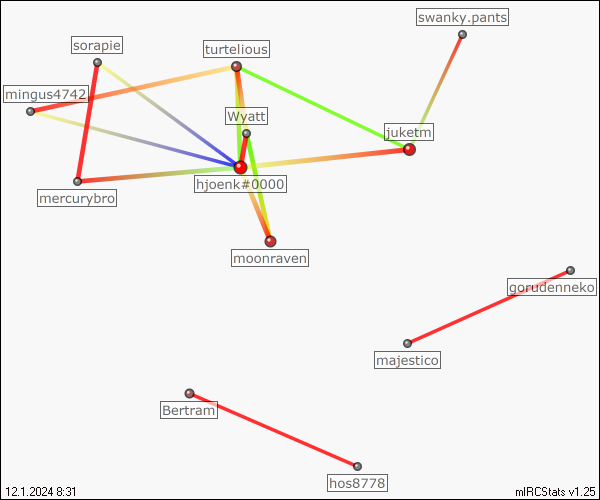 swanky.pants
sorapie
turtelious
mingus4742
Wyatt
juketm
hjoenk#0000
mercurybro
moonraven
gorudenneko
majestico
Bertram
hos8778
12.1.2024 8:31
mIRCStats v1.25